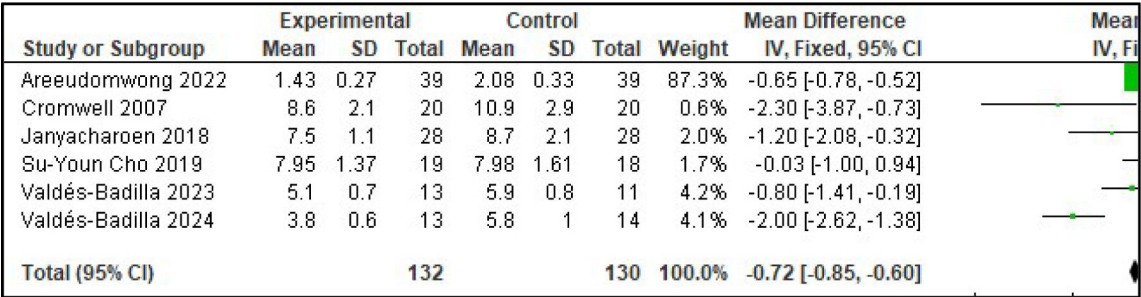 Experimental Control Mean Difference Mean
Study or Subgroup Mean SD Total Mean SD Total Weight IV, Fixed, 95% CI IV, Fi
Areeudomwong 2022 1.43 0.27 39 2.08 0.33 39 87.3% -0.65 [-0.78, -0.52]
Cromwell 2007 8.6 2.1 20 10.9 2.9 20 0.6% -2.30 [-3.87, -0.73]
Janyacharoen 2018 7.5 1.1 28 8.7 2.1 28 2.0% -1.20 [-2.08, -0.32]
Su-Youn Cho 2019 7.95 1.37 19 7.98 1.61 18 1.7% -0.03 [-1.00, 0.94]
Valdés-Badilla 2023 5.1 0.7 13 5.9 0.8 11 4.2% -0.80 [-1.41, -0.19]
Valdés-Badilla 2024 3.8 0.6 13 5.8 1 14 4.1% -2.00 [-2.62, -1.38]
Total (95% CI) 132 130 100.0% -0.72 [-0.85, -0.60]